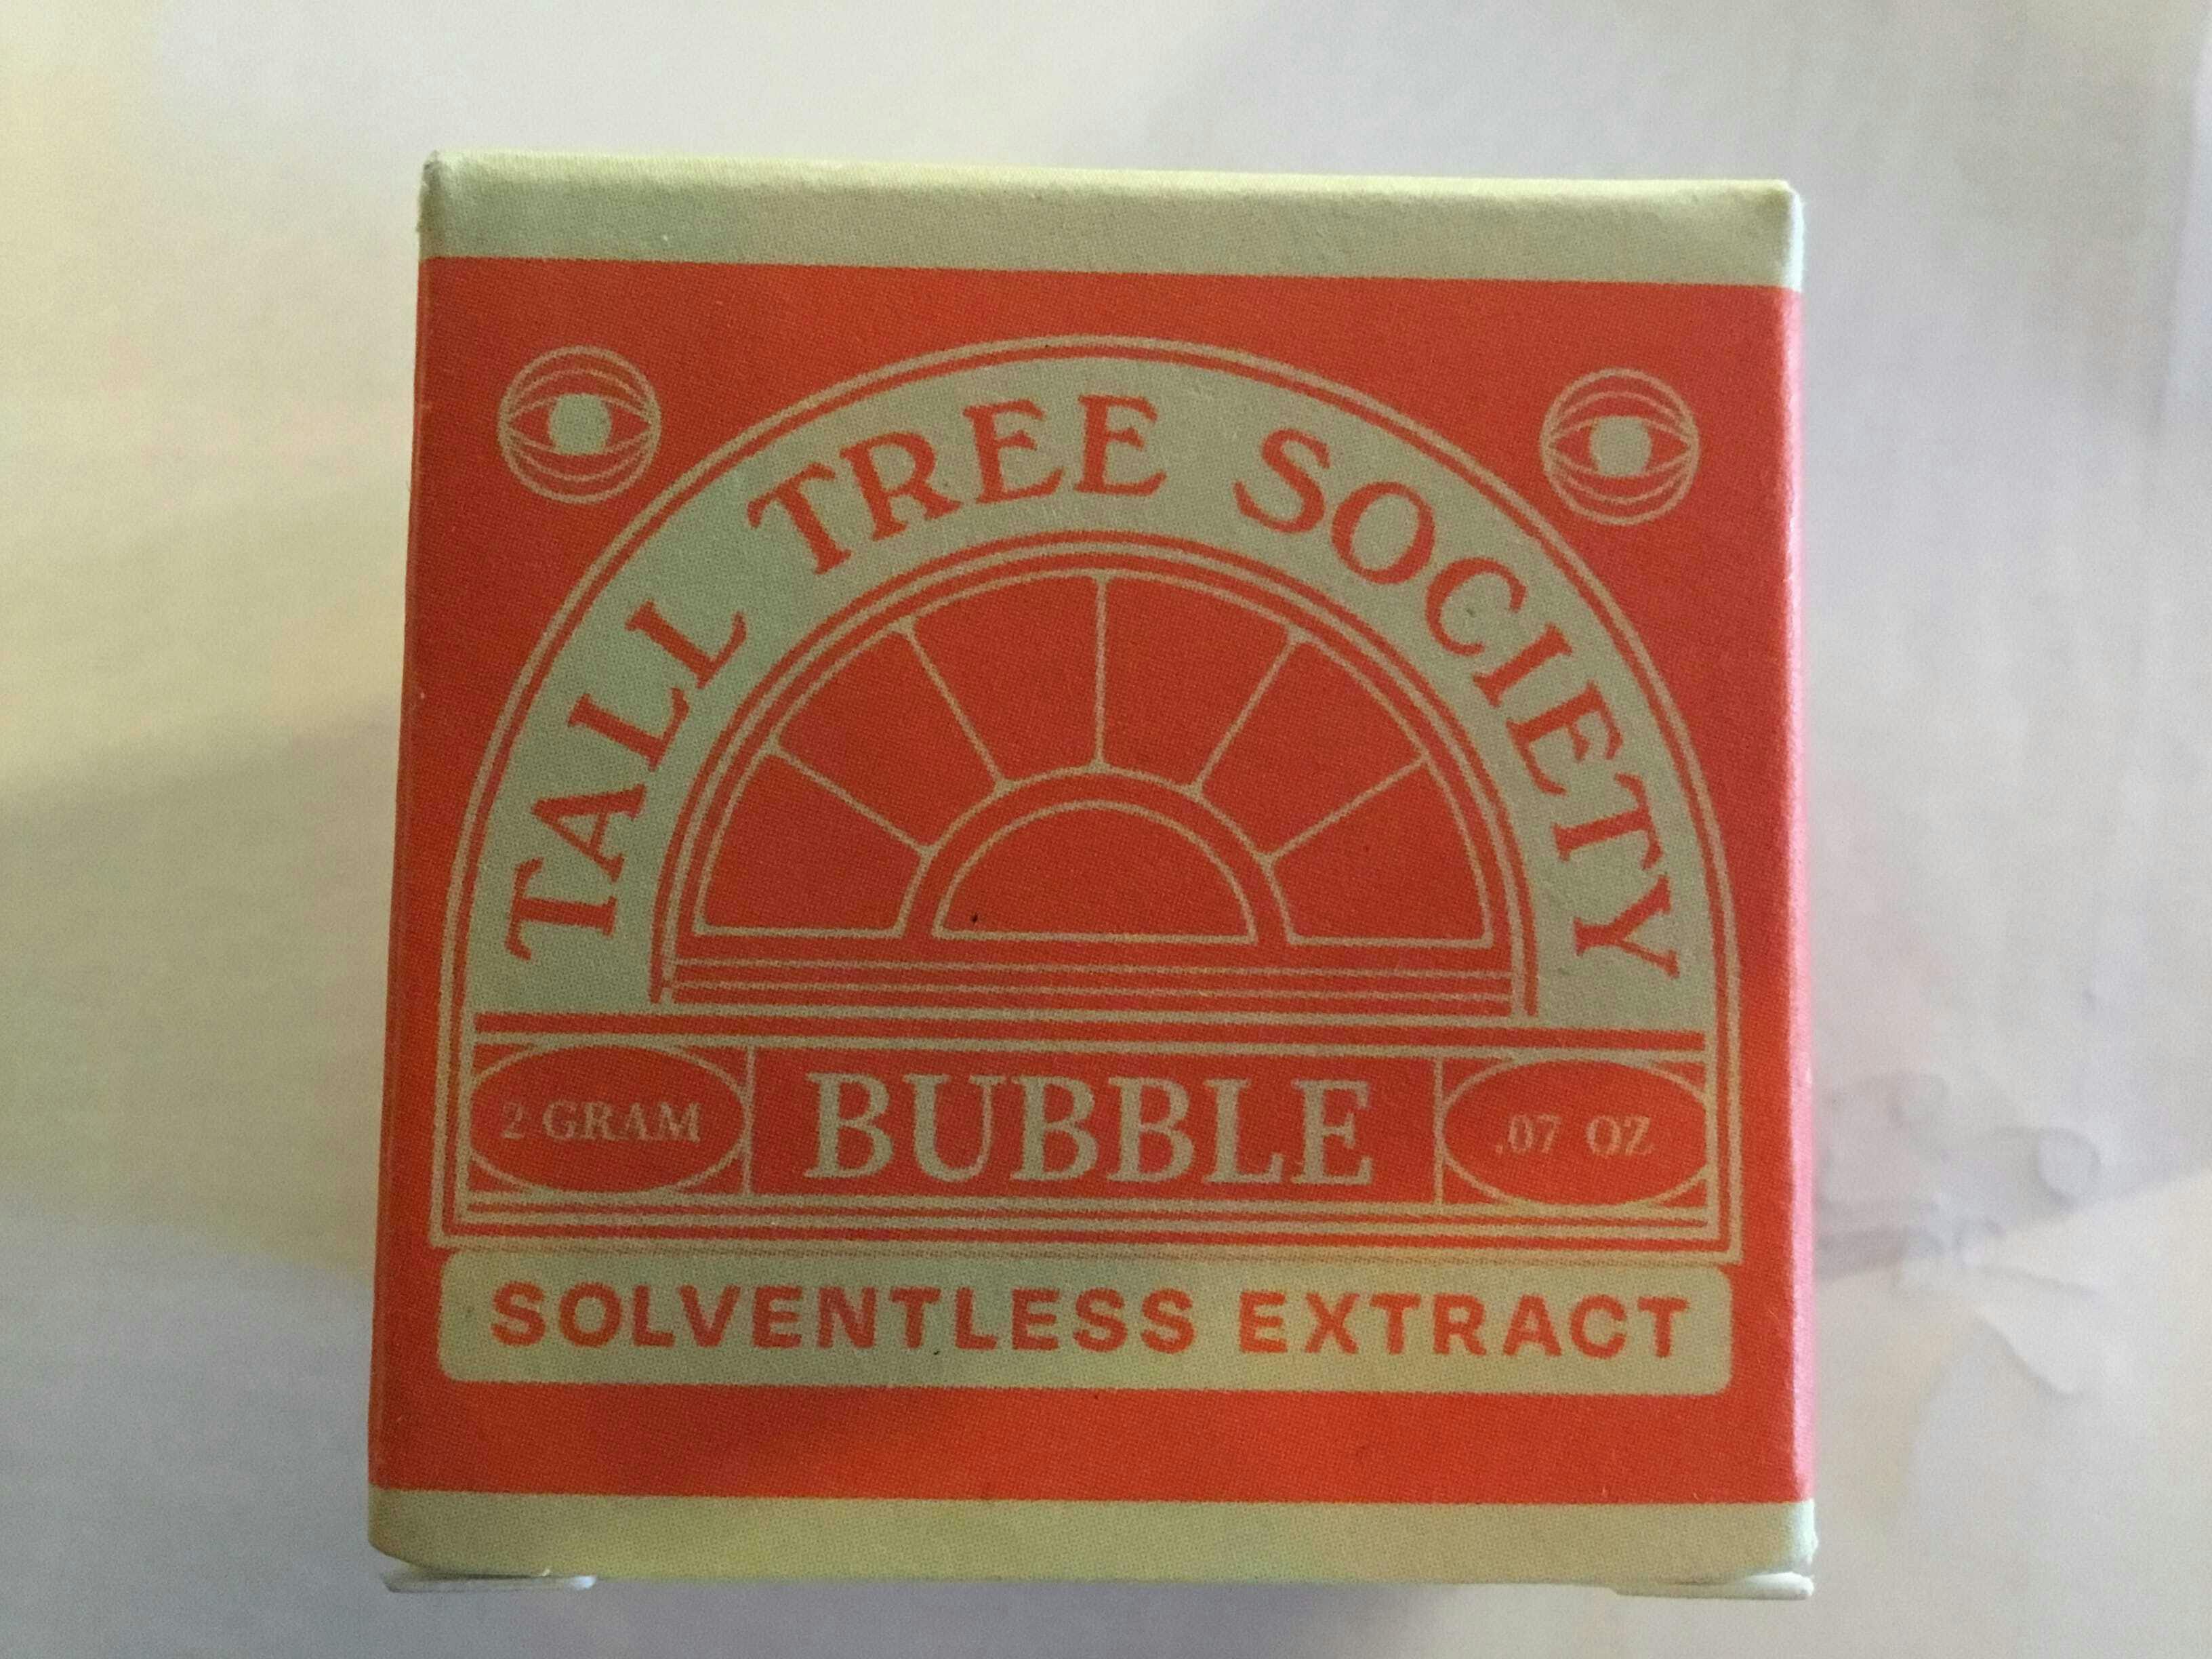 TALL TREE SOCIETY
2 GRAM
BUBBLE
.07 OZ
SOLVENTLESS EXTRACT